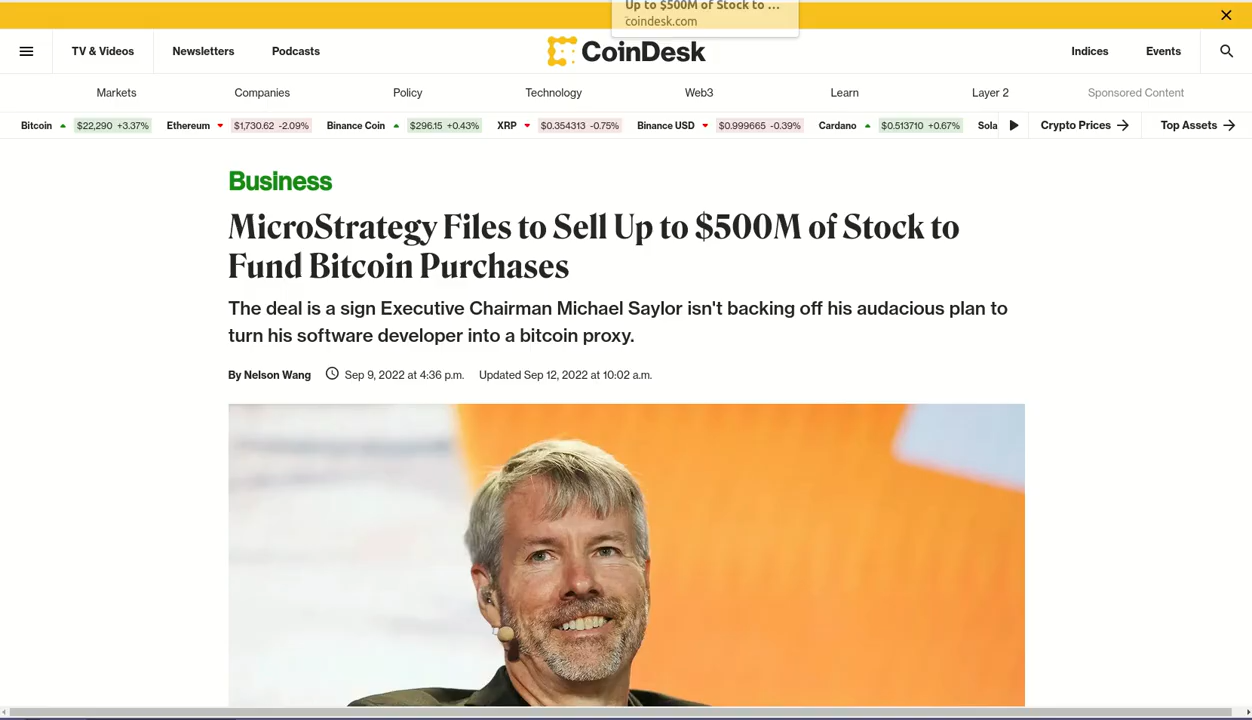 Up to $500M of Stock to ...
coindesk.com
TV & Videos
Newsletters
Podcasts
CoinDesk
Indices
Events
Markets
Companies
Policy
Technology
Web3
Learn
Layer 2
Sponsored Content
Bitcoin $22,290 +3.37%
Ethereum $1,730.62 -2.09%
Binance Coin $296.15 +0.43%
XRP $0.354313 -0.75%
Binance USD $0.999665 -0.39%
Cardano $0.513710 +0.67%
Sola
Crypto Prices
Top Assets
Business
MicroStrategy Files to Sell Up to $500M of Stock to
Fund Bitcoin Purchases
The deal is a sign Executive Chairman Michael Saylor isn't backing off his audacious plan to
turn his software developer into a bitcoin proxy.
By Nelson Wang Sep 9, 2022 at 4:36 p.m. Updated Sep 12, 2022 at 10:02 a.m.